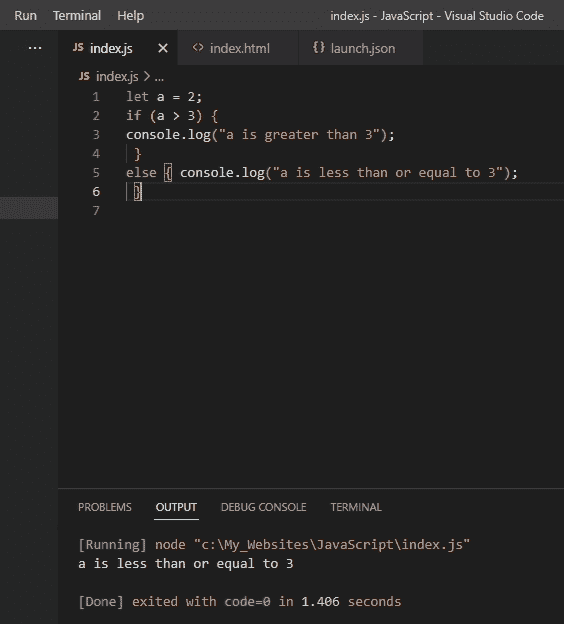 Run Terminal Help index.js - JavaScript - Visual Studio Code
... JS index.js × <> index.html {} launch.json
JS index.js > ...
1 let a = 2;
2 if (a > 3) {
3 console.log("a is greater than 3");
4 }
5 else { console.log("a is less than or equal to 3");
6 }
7
PROBLEMS OUTPUT DEBUG CONSOLE TERMINAL
[Running] node "c:\My_Websites\JavaScript\index.js"
a is less than or equal to 3
[Done] exited with code=0 in 1.406 seconds